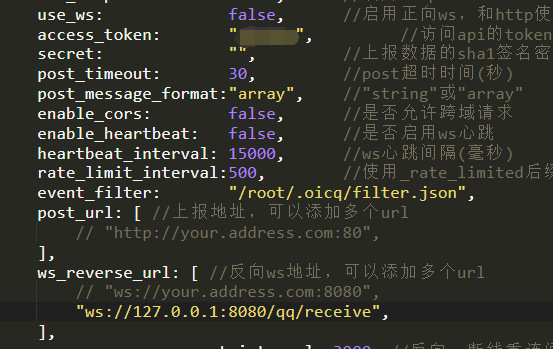 use_ws: false, //启用正向ws，和http使
access_token: "", //访问api的token
secret: "", //上报数据的sha1签名密
post_timeout: 30, //post超时时间(秒)
post_message_format:"array", //"string"或"array"
enable_cors: false, //是否允许跨域请求
enable_heartbeat: false, //是否启用ws心跳
heartbeat_interval: 15000, //ws心跳间隔(毫秒)
rate_limit_interval:500, //使用_rate_limited后缀
event_filter: "/root/.oicq/filter.json",
post_url: [ //上报地址，可以添加多个url
// "http://your.address.com:80",
],
ws_reverse_url: [ //反向ws地址，可以添加多个url
// "ws://your.address.com:8080",
"ws://127.0.0.1:8080/qq/receive",
],